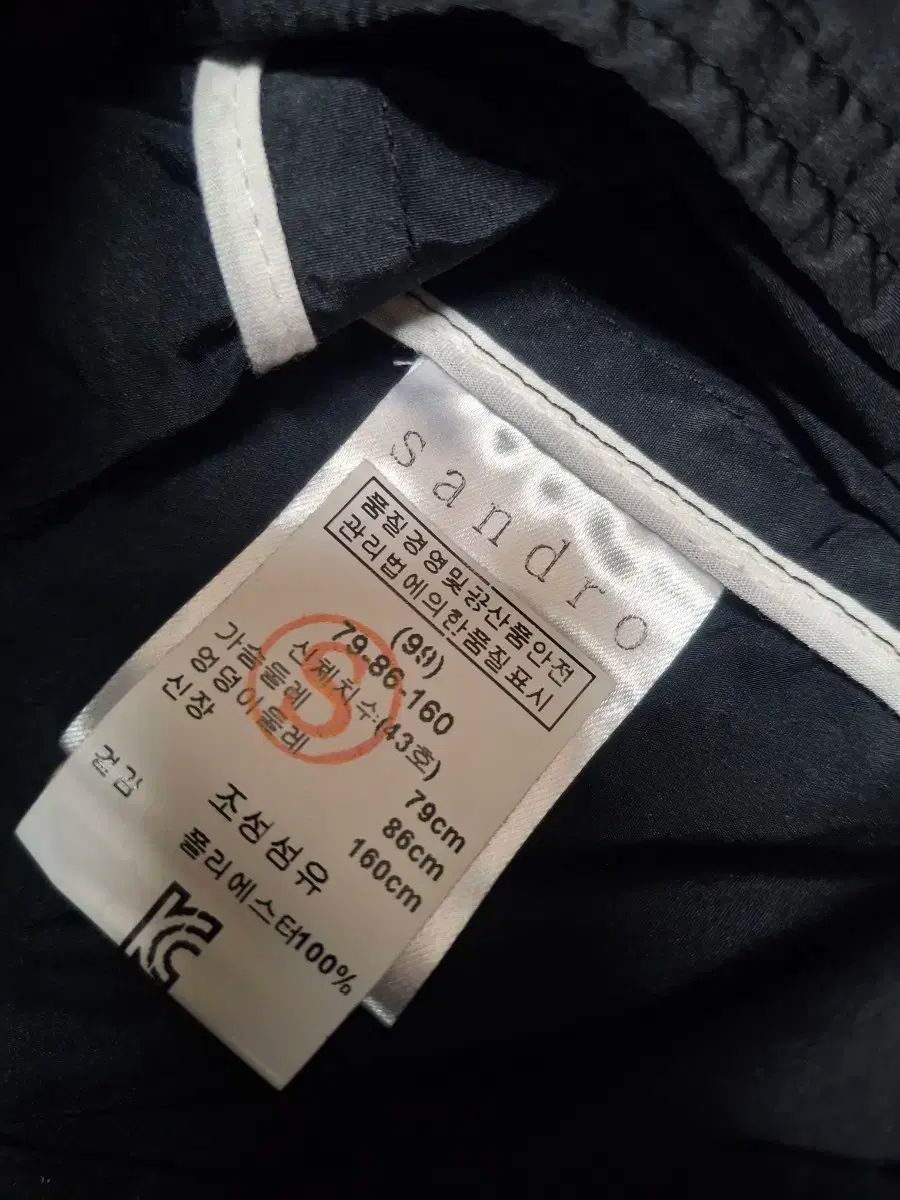 sandro
품질경영및공산품안전
관리법에의한품질표시
(99)
79-86-160
신체치수:(43호)
가슴둘레 79cm
엉덩이둘레 86cm
신장 160cm
S
조성섬유
겉감 폴리에스터100%